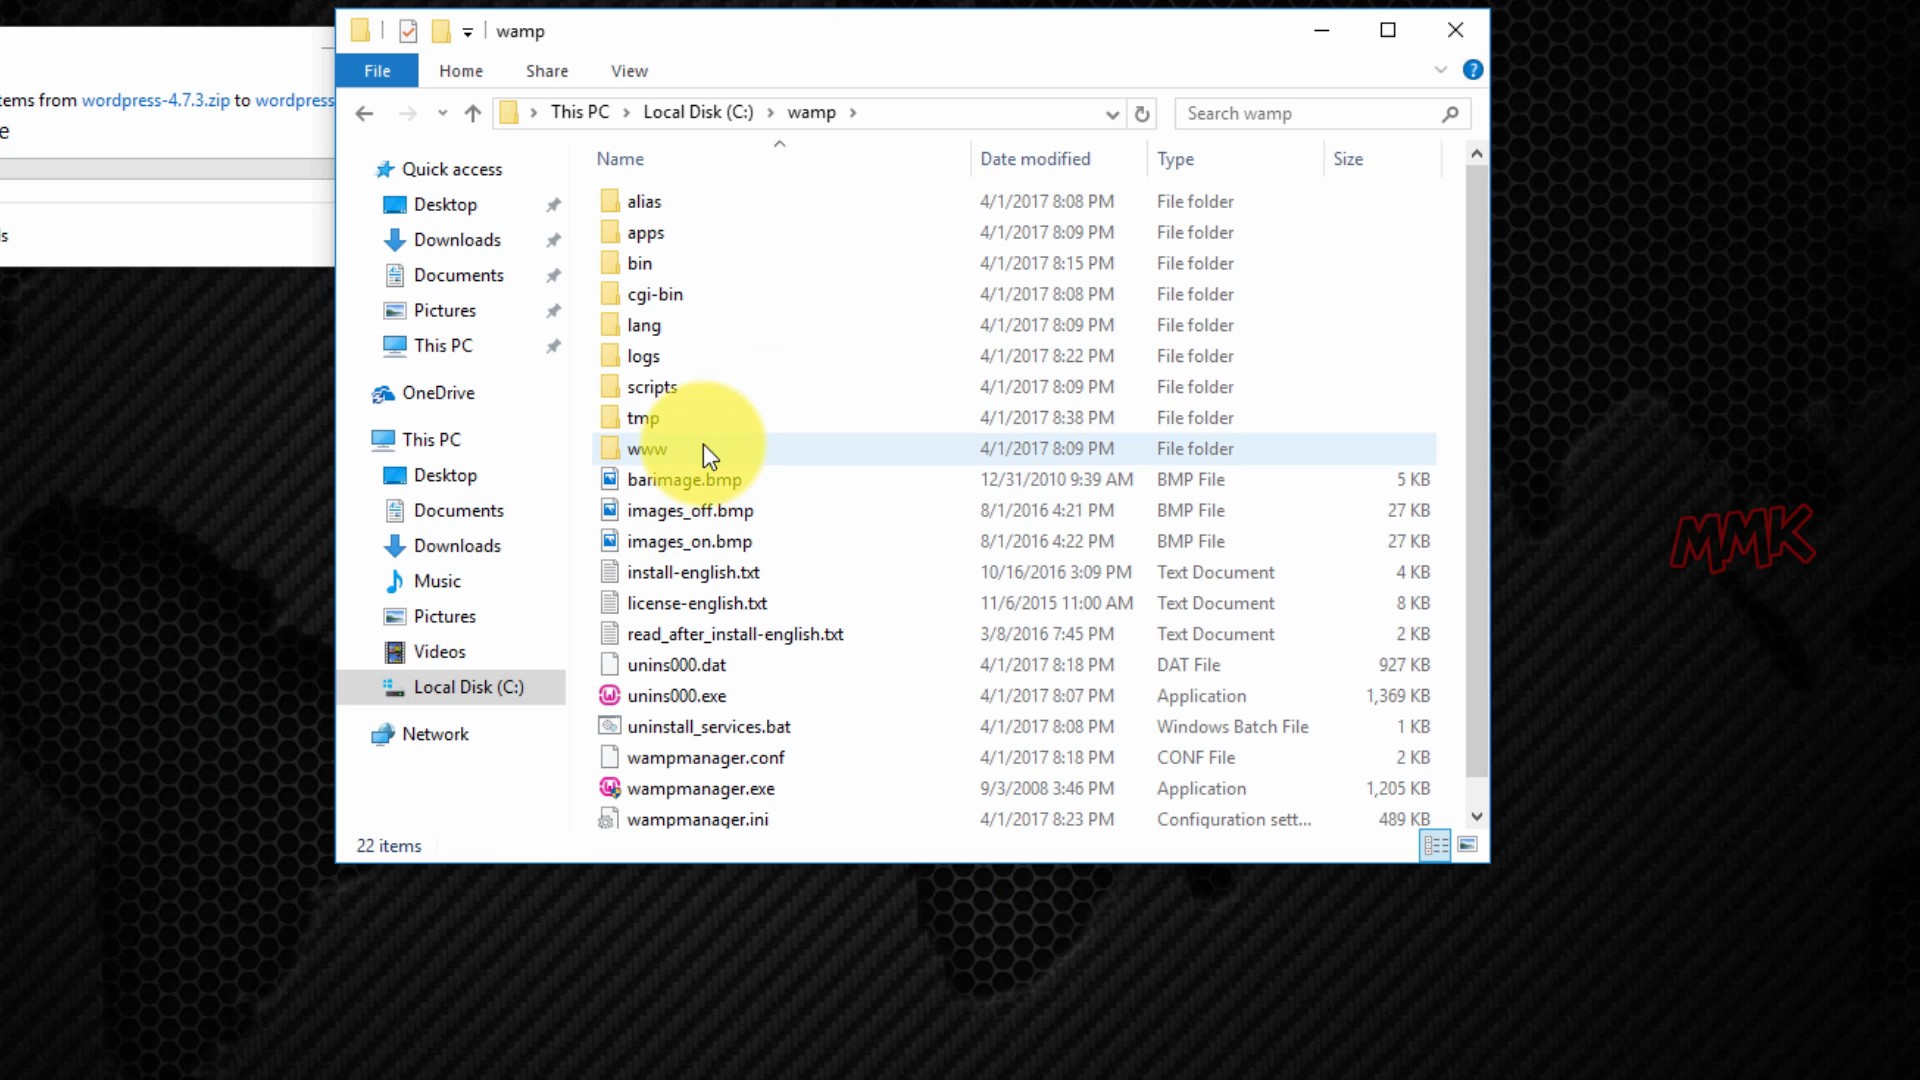 wamp
File Home Share View
tems from wordpress-4.7.3.zip to wordpress
e
s
This PC Local Disk (C:) wamp
Search wamp
Name Date modified Type Size
Quick access
Desktop
Downloads
Documents
Pictures
This PC
OneDrive
This PC
Desktop
Documents
Downloads
Music
Pictures
Videos
Local Disk (C:)
Network
alias 4/1/2017 8:08 PM File folder
apps 4/1/2017 8:09 PM File folder
bin 4/1/2017 8:15 PM File folder
cgi-bin 4/1/2017 8:08 PM File folder
lang 4/1/2017 8:09 PM File folder
logs 4/1/2017 8:22 PM File folder
scripts 4/1/2017 8:09 PM File folder
tmp 4/1/2017 8:38 PM File folder
www 4/1/2017 8:09 PM File folder
barimage.bmp 12/31/2010 9:39 AM BMP File 5 KB
images_off.bmp 8/1/2016 4:21 PM BMP File 27 KB
images_on.bmp 8/1/2016 4:22 PM BMP File 27 KB
install-english.txt 10/16/2016 3:09 PM Text Document 4 KB
license-english.txt 11/6/2015 11:00 AM Text Document 8 KB
read_after_install-english.txt 3/8/2016 7:45 PM Text Document 2 KB
unins000.dat 4/1/2017 8:18 PM DAT File 927 KB
unins000.exe 4/1/2017 8:07 PM Application 1,369 KB
uninstall_services.bat 4/1/2017 8:08 PM Windows Batch File 1 KB
wampmanager.conf 4/1/2017 8:18 PM CONF File 2 KB
wampmanager.exe 9/3/2008 3:46 PM Application 1,205 KB
wampmanager.ini 4/1/2017 8:23 PM Configuration sett... 489 KB
22 items
MMK